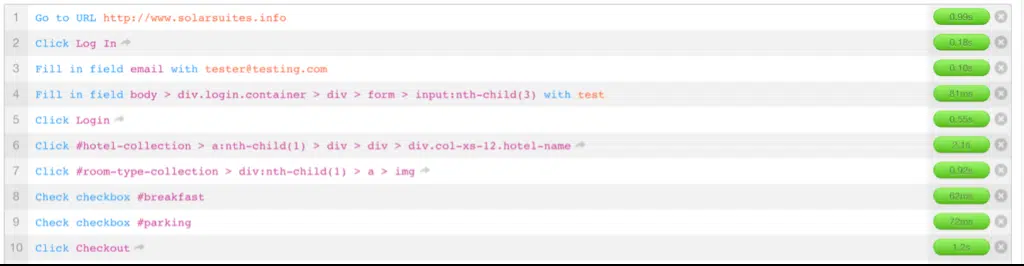 1 Go to URL http://www.solarsuites.info 0.99s
2 Click Log In 0.18s
3 Fill in field email with tester@testing.com 0.10s
4 Fill in field body > div.login.container > div > form > input:nth-child(3) with test 81ms
5 Click Login 0.55s
6 Click #hotel-collection > a:nth-child(1) > div > div > div.col-xs-12.hotel-name 2.1s
7 Click #room-type-collection > div:nth-child(1) > a > img 0.92s
8 Check checkbox #breakfast 62ms
9 Check checkbox #parking 72ms
10 Click Checkout 1.2s